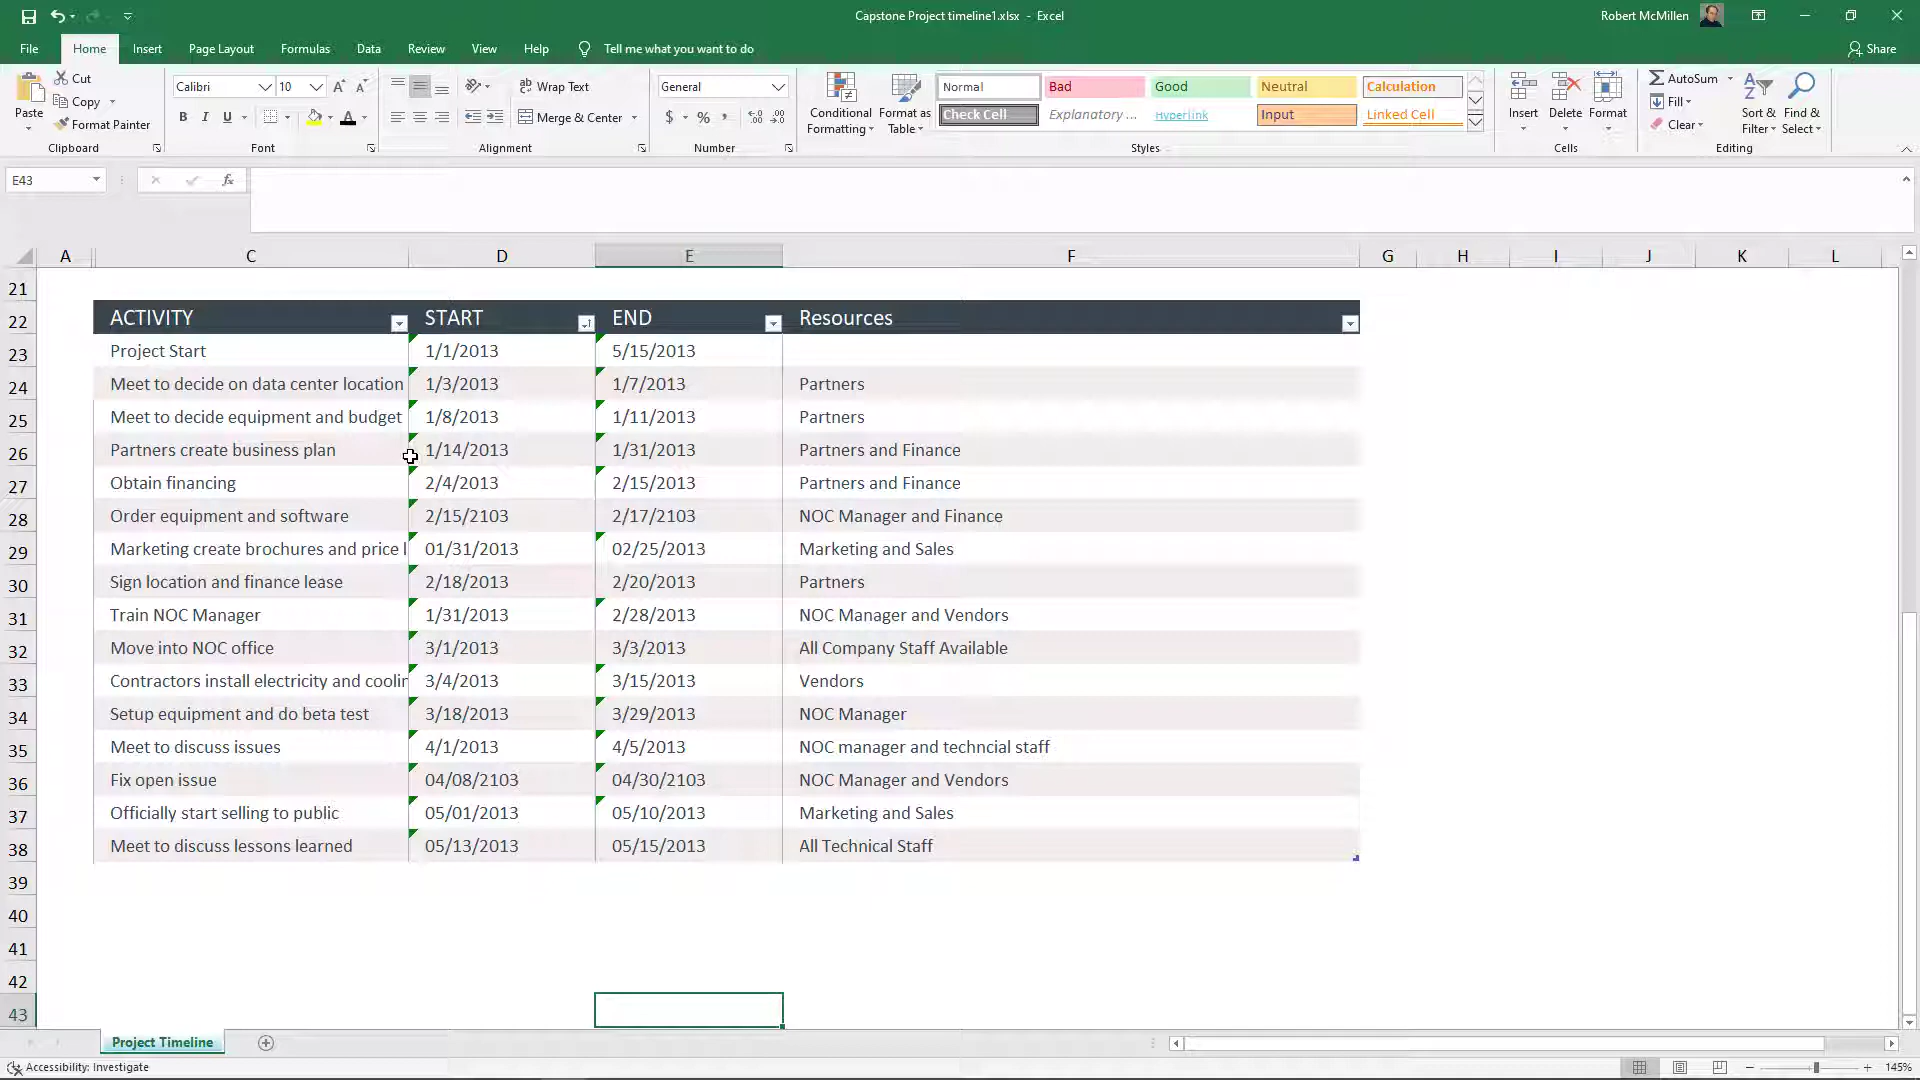 Capstone Project timeline1.xlsx - Excel
Robert McMillen
File Home Insert Page Layout Formulas Data Review View Help Tell me what you want to do Share
Paste
Cut
Copy
Format Painter
Clipboard
Calibri 10
B I U
Font
Wrap Text
Merge & Center
Alignment
General
$ % ,
Number
Conditional Formatting
Format as Table
Normal Bad Good Neutral Calculation
Check Cell Explanatory ... Hyperlink Input Linked Cell
Styles
Insert Delete Format
Cells
AutoSum
Fill
Clear
Sort & Filter
Find & Select
Editing
E43 fx
A C D E F G H I J K L
21
22 ACTIVITY START END Resources
23 Project Start 1/1/2013 5/15/2013
24 Meet to decide on data center location 1/3/2013 1/7/2013 Partners
25 Meet to decide equipment and budget 1/8/2013 1/11/2013 Partners
26 Partners create business plan 1/14/2013 1/31/2013 Partners and Finance
27 Obtain financing 2/4/2013 2/15/2013 Partners and Finance
28 Order equipment and software 2/15/2103 2/17/2103 NOC Manager and Finance
29 Marketing create brochures and price l 01/31/2013 02/25/2013 Marketing and Sales
30 Sign location and finance lease 2/18/2013 2/20/2013 Partners
31 Train NOC Manager 1/31/2013 2/28/2013 NOC Manager and Vendors
32 Move into NOC office 3/1/2013 3/3/2013 All Company Staff Available
33 Contractors install electricity and coolin 3/4/2013 3/15/2013 Vendors
34 Setup equipment and do beta test 3/18/2013 3/29/2013 NOC Manager
35 Meet to discuss issues 4/1/2013 4/5/2013 NOC manager and techncial staff
36 Fix open issue 04/08/2103 04/30/2103 NOC Manager and Vendors
37 Officially start selling to public 05/01/2013 05/10/2013 Marketing and Sales
38 Meet to discuss lessons learned 05/13/2013 05/15/2013 All Technical Staff
39
40
41
42
43
Project Timeline
Accessibility: Investigate 145%